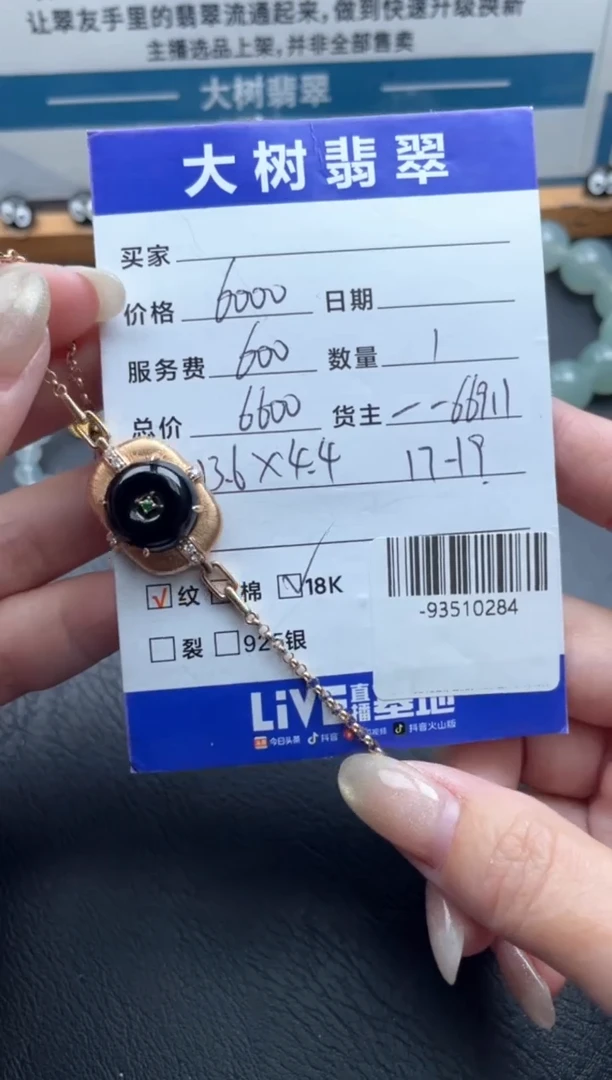 让翠友手里的翡翠流通起来，做到快速升级换新
主播选品上架，并非全部售卖
大树翡翠
大树翡翠
买家
价格 6000 日期
服务费 600 数量 1
总价 6600 货主 --6691
13.6×4.4 17-19
纹 棉 18K
-93510284
裂 925银
LiVE 直播基地
今日头条 抖音 视频 抖音火山版